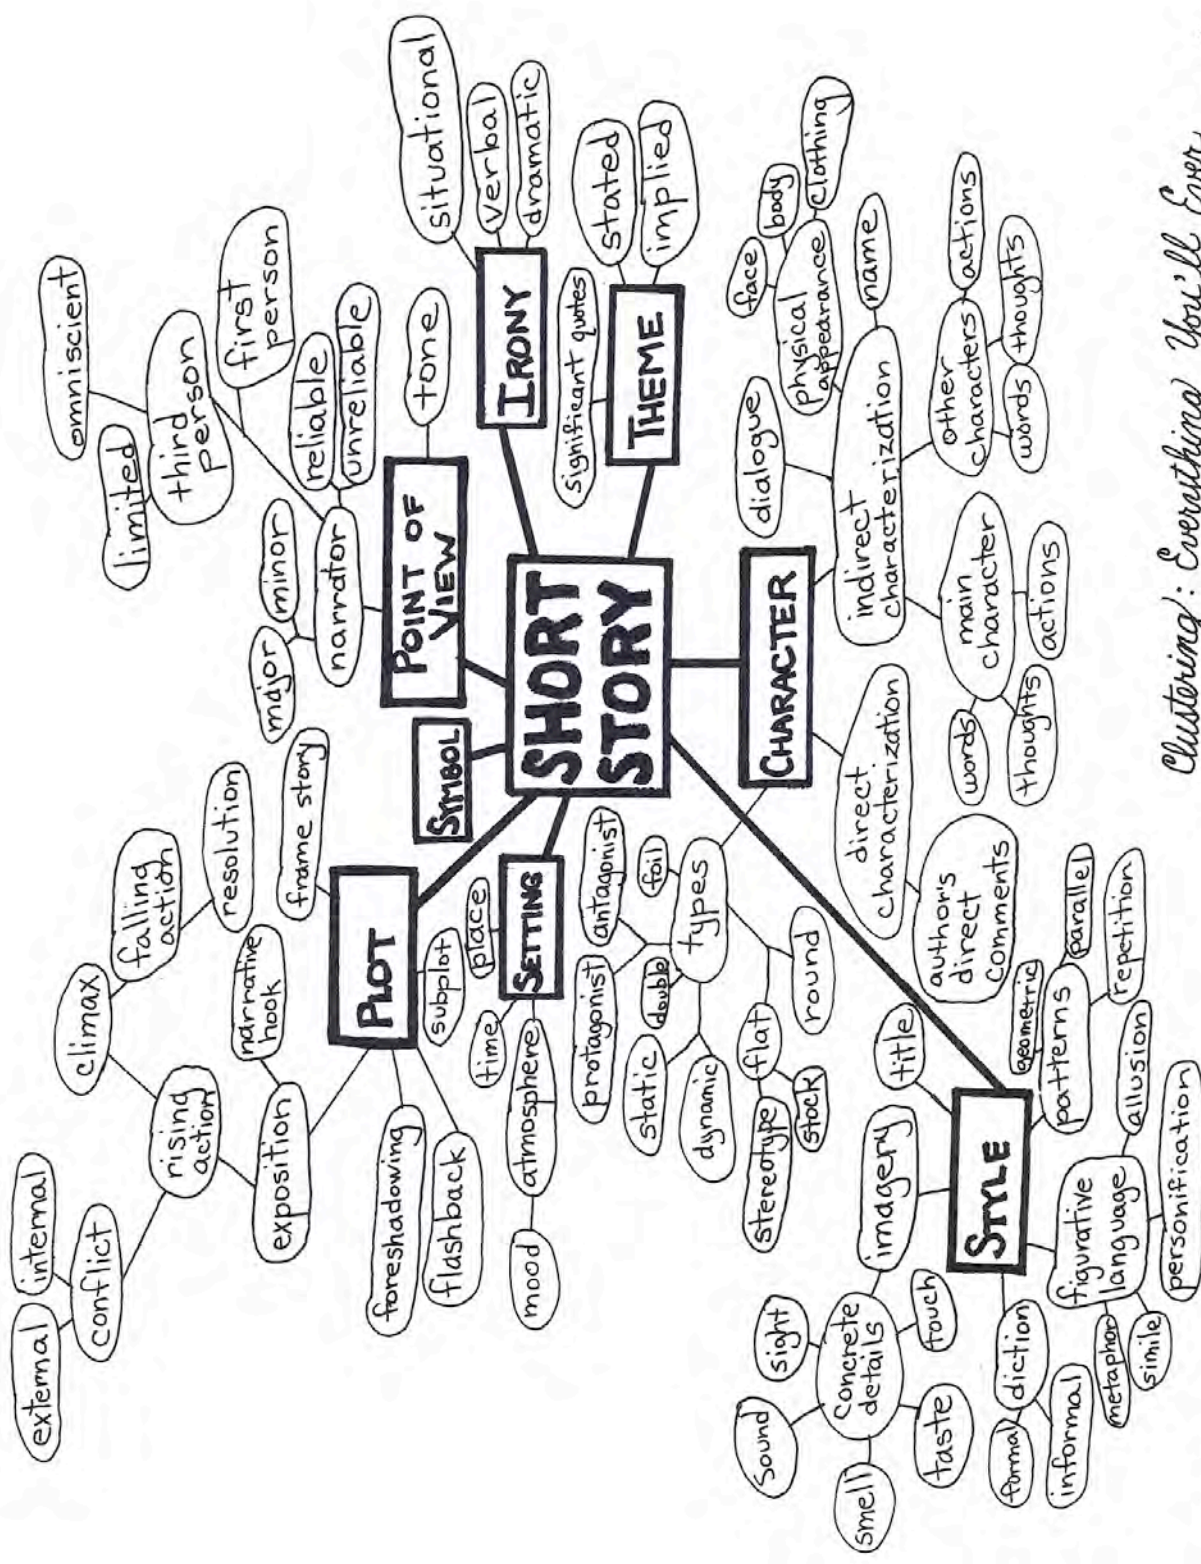 SHORT
STORY
POINT OF
VIEW
tone
narrator
major
minor
reliable
unreliable
first
person
third
person
limited
omniscient
IRONY
situational
verbal
dramatic
THEME
significant quotes
stated
implied
CHARACTER
indirect
characterization
dialogue
physical
appearance
face
body
clothing
name
other
characters
actions
thoughts
words
main
character
words
thoughts
actions
direct
characterization
author's
direct
comments
types
foil
antagonist
protagonist
double
static
dynamic
flat
stereotype
stock
round
STYLE
title
imagery
Concrete
details
sight
sound
smell
taste
touch
diction
formal
informal
figurative
language
metaphor
simile
personification
allusion
patterns
geometric
parallel
repetition
SETTING
place
time
atmosphere
mood
PLOT
subplot
frame story
flashback
foreshadowing
exposition
narrative
hook
rising
action
conflict
internal
external
climax
falling
action
resolution
SYMBOL
Clustering: Everything You'll Ever